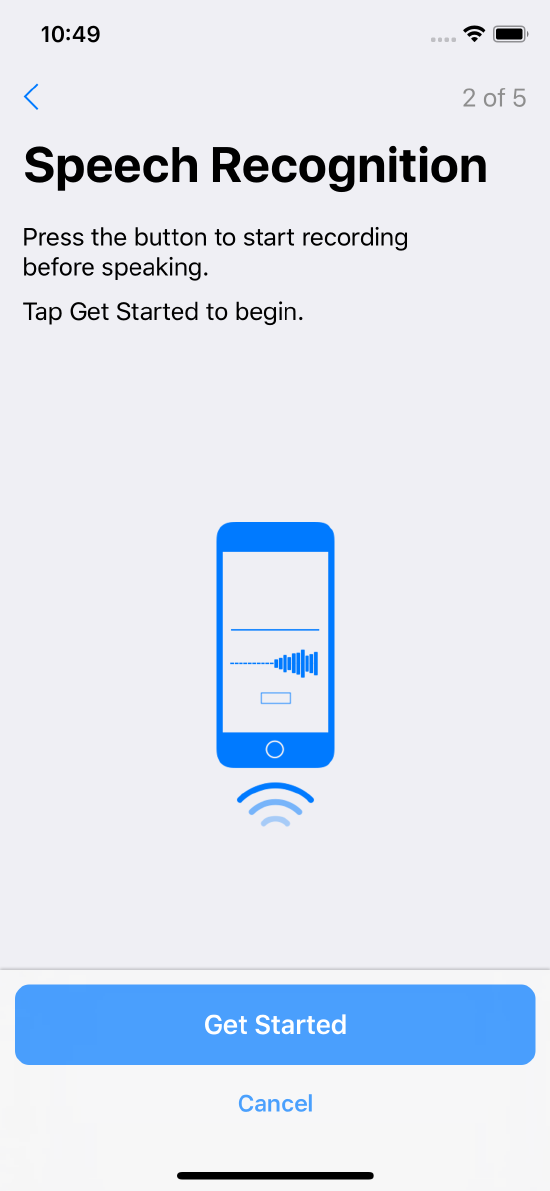 10:49
2 of 5
Speech Recognition
Press the button to start recording
before speaking.
Tap Get Started to begin.
Get Started
Cancel